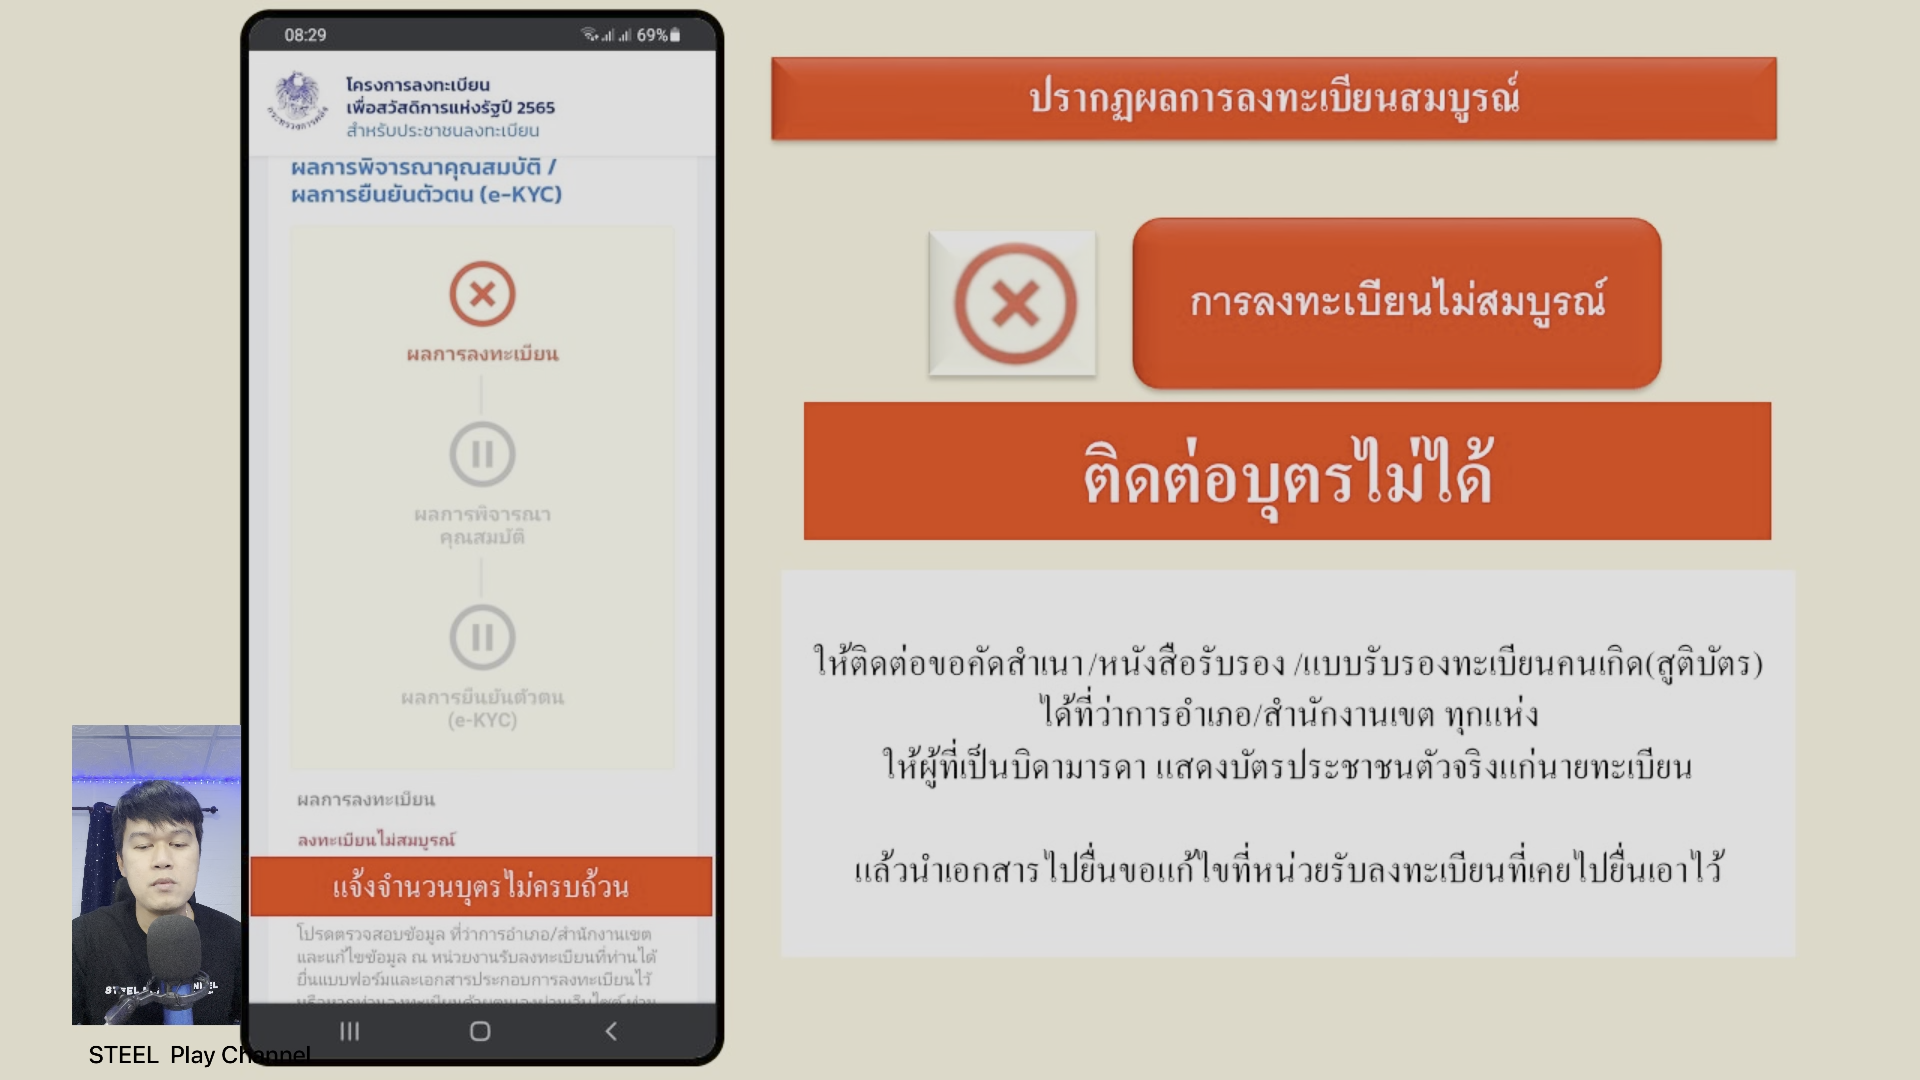 08:29
69%
โครงการลงทะเบียน
เพื่อสวัสดิการแห่งรัฐปี 2565
สำหรับประชาชนลงทะเบียน
ผลการพิจารณาคุณสมบัติ /
ผลการยืนยันตัวตน (e-KYC)
ผลการลงทะเบียน
ผลการพิจารณา
คุณสมบัติ
ผลการยืนยันตัวตน
(e-KYC)
ผลการลงทะเบียน
ลงทะเบียนไม่สมบูรณ์
แจ้งจำนวนบุตรไม่ครบถ้วน
โปรดตรวจสอบข้อมูล ที่ว่าการอำเภอ/สำนักงานเขต
และแก้ไขข้อมูล ณ หน่วยงานรับลงทะเบียนที่ท่านได้
ยื่นแบบฟอร์มและเอกสารประกอบการลงทะเบียนไว้
ปรากฏผลการลงทะเบียนสมบูรณ์
การลงทะเบียนไม่สมบูรณ์
ติดต่อบุตรไม่ได้
ให้ติดต่อขอคัดสำเนา/หนังสือรับรอง /แบบรับรองทะเบียนคนเกิด(สูติบัตร)
ได้ที่ว่าการอำเภอ/สำนักงานเขต ทุกแห่ง
ให้ผู้ที่เป็นบิดามารดา แสดงบัตรประชาชนตัวจริงแก่นายทะเบียน
แล้วนำเอกสารไปยื่นขอแก้ไขที่หน่วยรับลงทะเบียนที่เคยไปยื่นเอาไว้
STEEL Play Channel